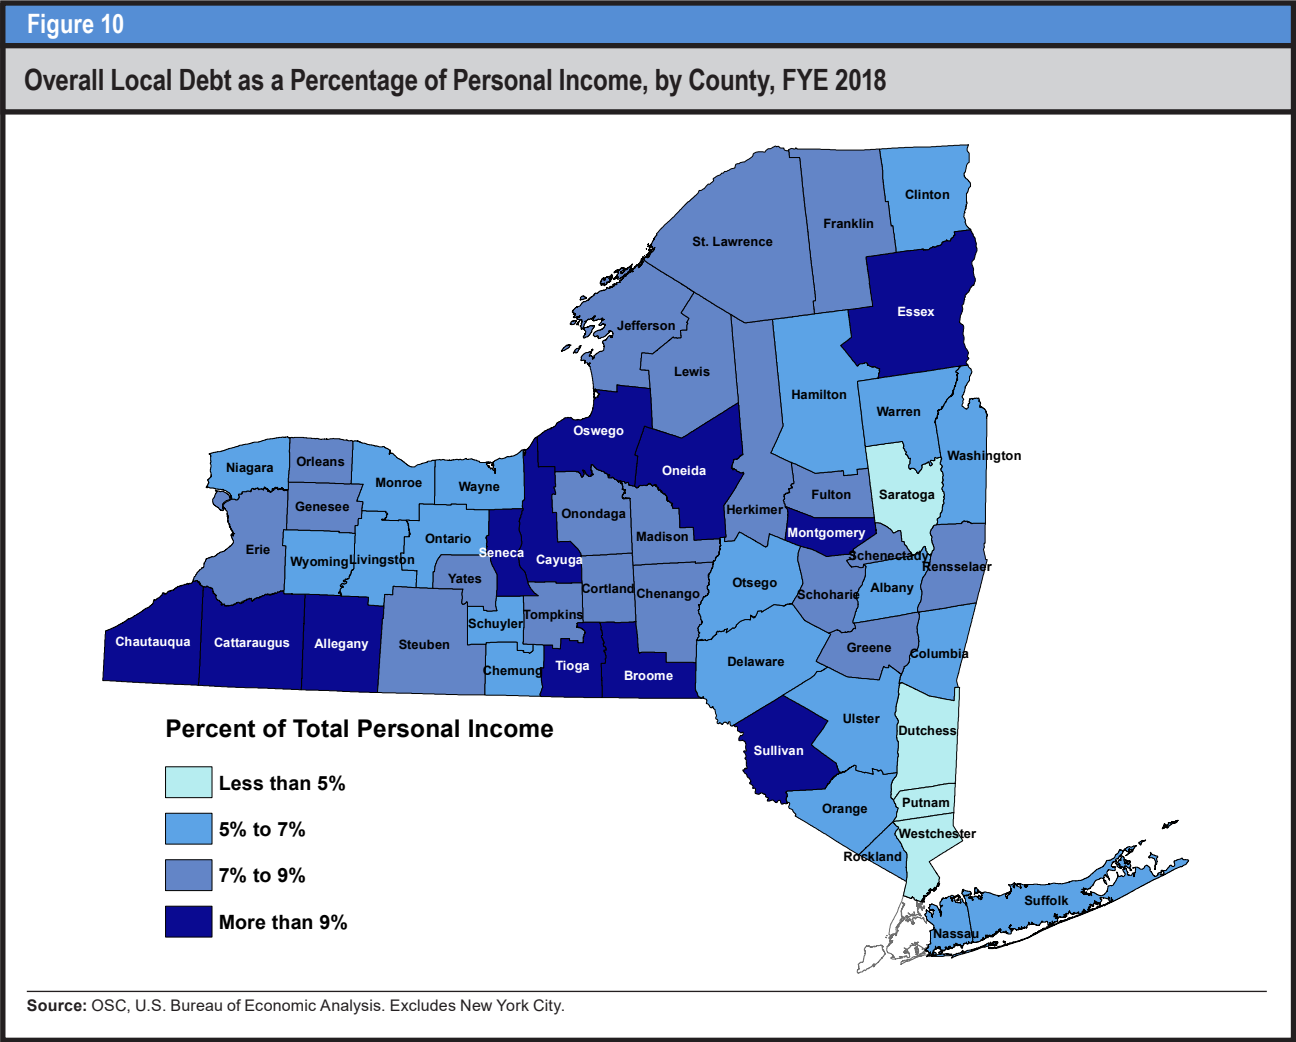 Figure 10
Overall Local Debt as a Percentage of Personal Income, by County, FYE 2018
Clinton
Franklin
St. Lawrence
Essex
Jefferson
Lewis
Hamilton
Warren
Oswego
Washington
Niagara
Orleans
Oneida
Monroe
Wayne
Saratoga
Fulton
Genesee
Herkimer
Onondaga
Montgomery
Madison
Ontario
Erie
Seneca
Schenectady
Cayuga
Wyoming
Livingston
Rensselaer
Yates
Otsego
Albany
Cortland
Chenango
Schoharie
Tompkins
Schuyler
Chautauqua
Cattaraugus
Allegany
Steuben
Greene
Columbia
Delaware
Tioga
Chemung
Broome
Ulster
Dutchess
Sullivan
Putnam
Orange
Westchester
Rockland
Suffolk
Nassau
Percent of Total Personal Income
Less than 5%
5% to 7%
7% to 9%
More than 9%
Source: OSC, U.S. Bureau of Economic Analysis. Excludes New York City.